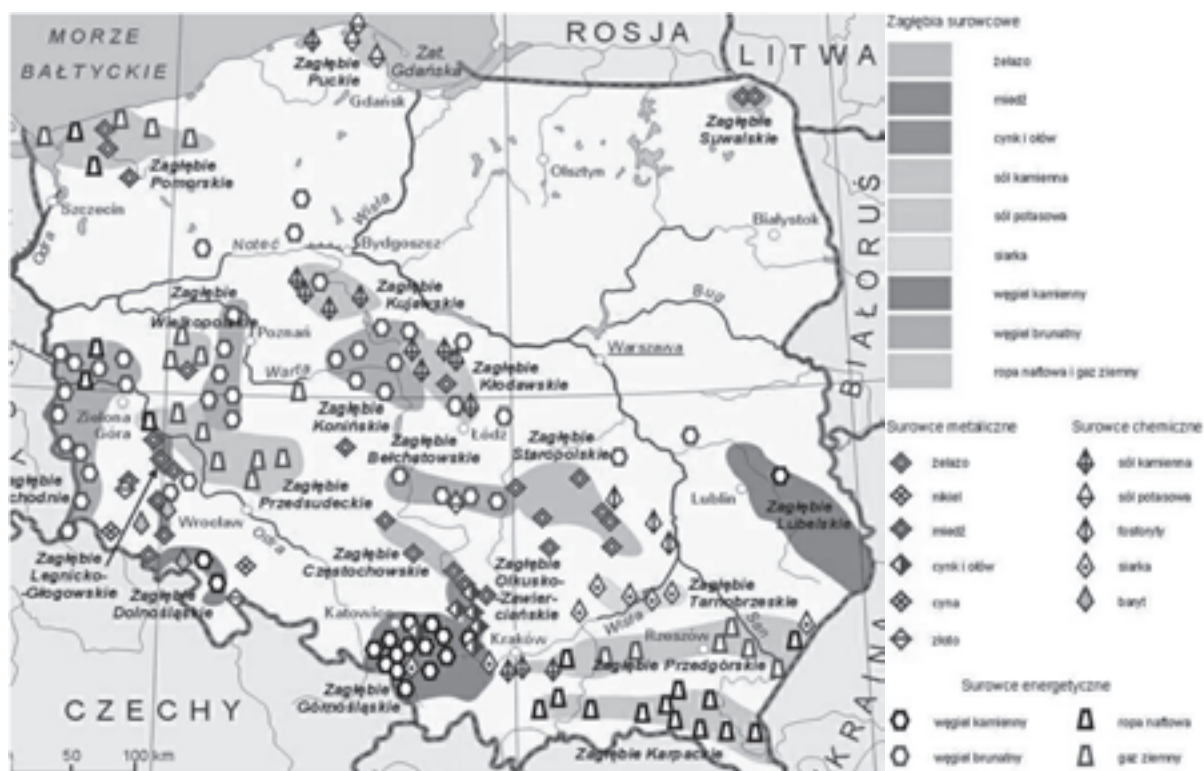 MORZE
BAŁTYCKIE
ROSJA
LITWA
BIAŁORUŚ
UKRAINA
CZECHY
Zat.
Gdańska
Gdańsk
Zagłębie
Puckie
Zagłębie
Suwalskie
Zagłębie
Pomorskie
Szczecin
Olsztyn
Białystok
Odra
Noteć
Wisła
Bydgoszcz
Bug
Zagłębie
Wielkopolskie
Zagłębie
Kujawskie
Poznań
Warszawa
Warta
Zagłębie
Kłodawskie
Zielona
Góra
Zagłębie
Konińskie
Łódź
Zagłębie
Bełchatowskie
Zagłębie
Staropolskie
Zagłębie
Przedsudeckie
Lublin
Zagłębie
Lubelskie
Wrocław
Odra
Zagłębie
Legnicko-
-Głogowskie
Zagłębie
Dolnośląskie
Zagłębie
Częstochowskie
Zagłębie
Olkusko-
-Zawier-
ciańskie
Zagłębie
Tarnobrzeskie
Katowice
Kraków
Wisła
San
Rzeszów
Zagłębie Przedgórskie
Zagłębie
Górnośląskie
Zagłębie Karpackie
50 100 km
Zagłębia surowcowe
żelazo
miedź
cynk i ołów
sól kamienna
sól potasowa
siarka
węgiel kamienny
węgiel brunatny
ropa naftowa i gaz ziemny
Surowce metaliczne
żelazo
nikiel
miedź
cynk i ołów
cyna
złoto
Surowce chemiczne
sól kamienna
sól potasowa
fosforyty
siarka
baryt
Surowce energetyczne
węgiel kamienny
węgiel brunatny
ropa naftowa
gaz ziemny